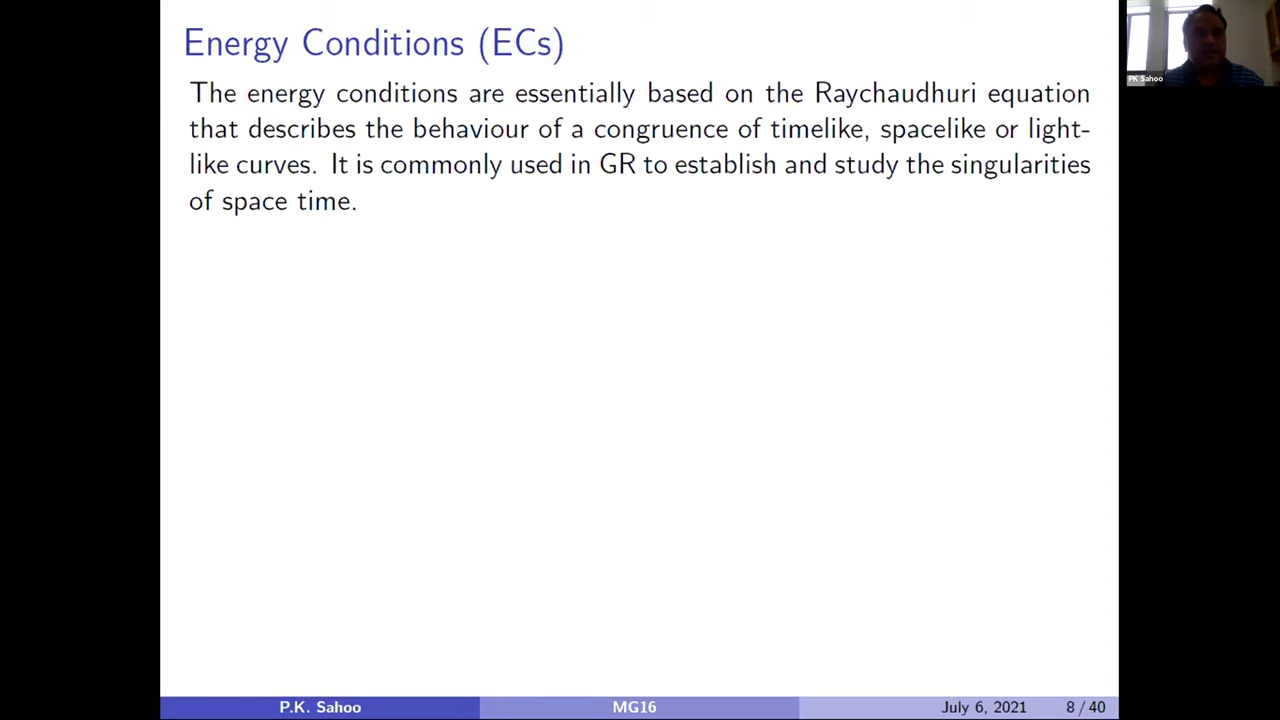 Energy Conditions (ECs)
The energy conditions are essentially based on the Raychaudhuri equation
that describes the behaviour of a congruence of timelike, spacelike or light-
like curves. It is commonly used in GR to establish and study the singularities
of space time.
PK Sahoo
P.K. Sahoo MG16 July 6, 2021 8 / 40